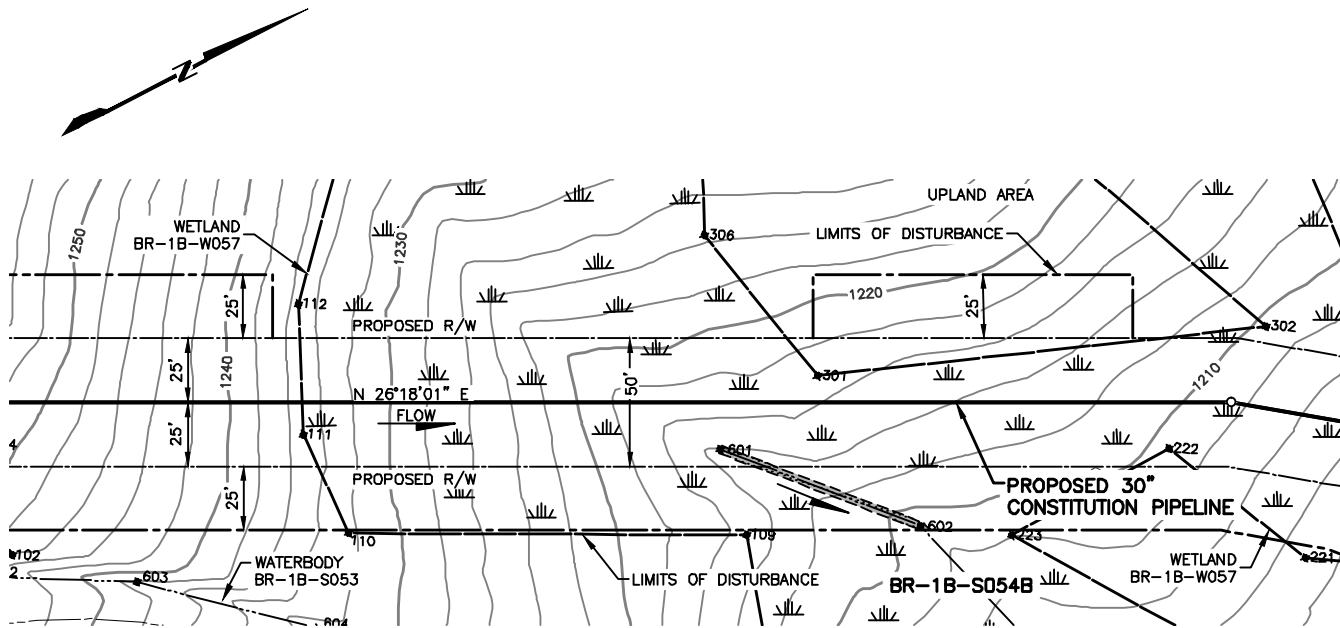 N
UPLAND AREA
WETLAND
BR-1B-W057
LIMITS OF DISTURBANCE
1250
1230
306
1220
25'
112
25'
302
PROPOSED R/W
25'
1240
50'
301
1210
N 26°18'01" E
FLOW
25'
111
601
222
PROPOSED R/W
25'
PROPOSED 30"
CONSTITUTION PIPELINE
110
109
602
223
102
2
603
WATERBODY
BR-1B-S053
LIMITS OF DISTURBANCE
BR-1B-S054B
WETLAND
BR-1B-W057
221
604
4